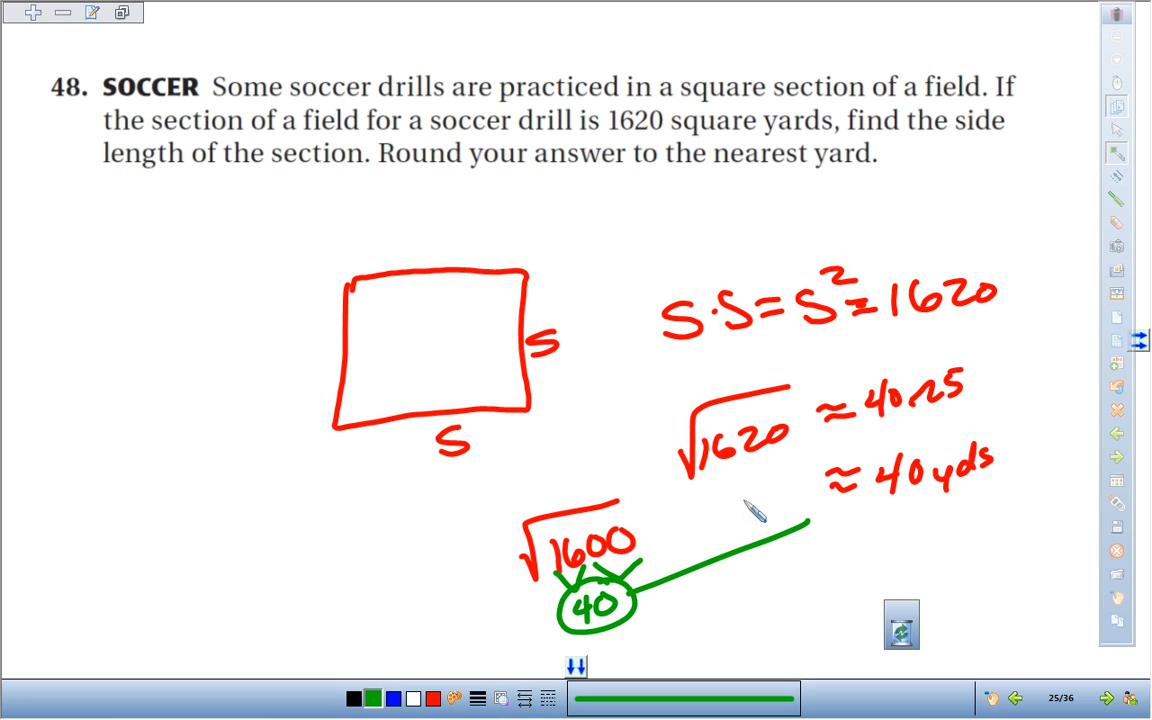 48. SOCCER Some soccer drills are practiced in a square section of a field. If
the section of a field for a soccer drill is 1620 square yards, find the side
length of the section. Round your answer to the nearest yard.
S·S = S² = 1620
S
S
√1620 ≈ 40.25
≈ 40 yds
√1600
40
25/36